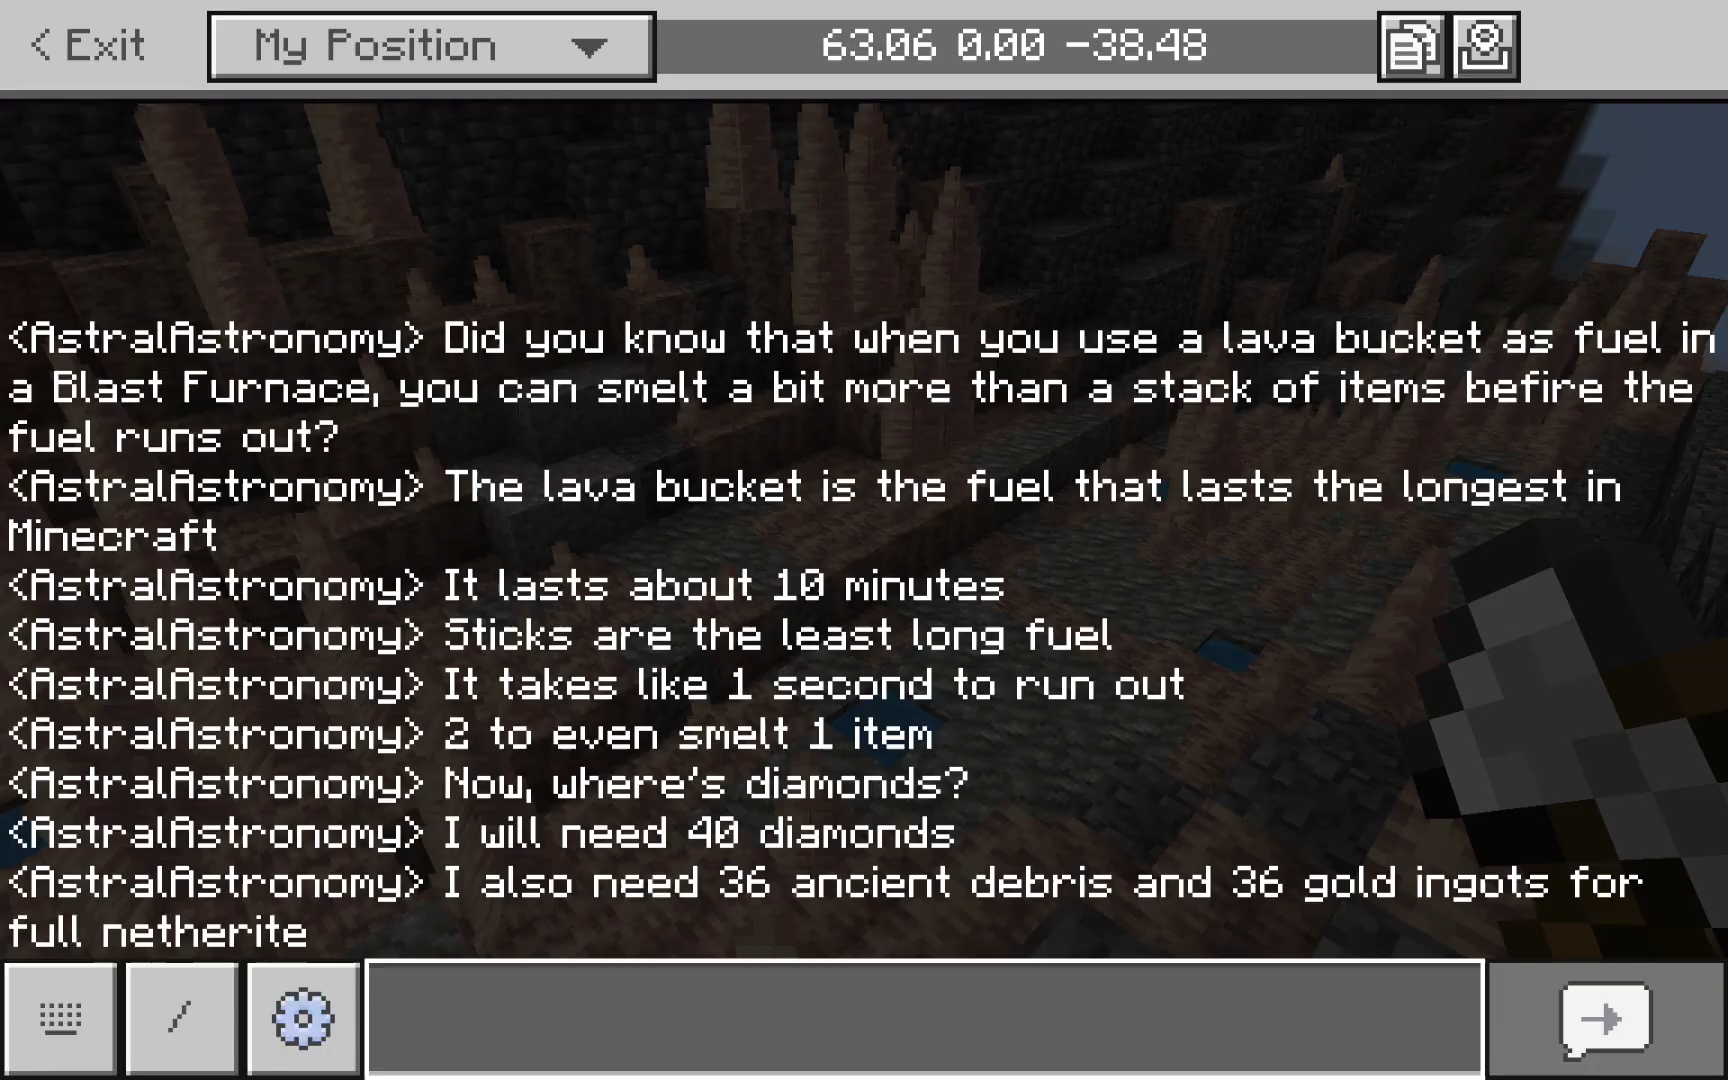 < Exit
My Position
63.06 0.00 -38.48
<AstralAstronomy> Did you know that when you use a lava bucket as fuel in
a Blast Furnace, you can smelt a bit more than a stack of items befire the
fuel runs out?
<AstralAstronomy> The lava bucket is the fuel that lasts the longest in
Minecraft
<AstralAstronomy> It lasts about 10 minutes
<AstralAstronomy> Sticks are the least long fuel
<AstralAstronomy> It takes like 1 second to run out
<AstralAstronomy> 2 to even smelt 1 item
<AstralAstronomy> Now, where's diamonds?
<AstralAstronomy> I will need 40 diamonds
<AstralAstronomy> I also need 36 ancient debris and 36 gold ingots for
full netherite
/